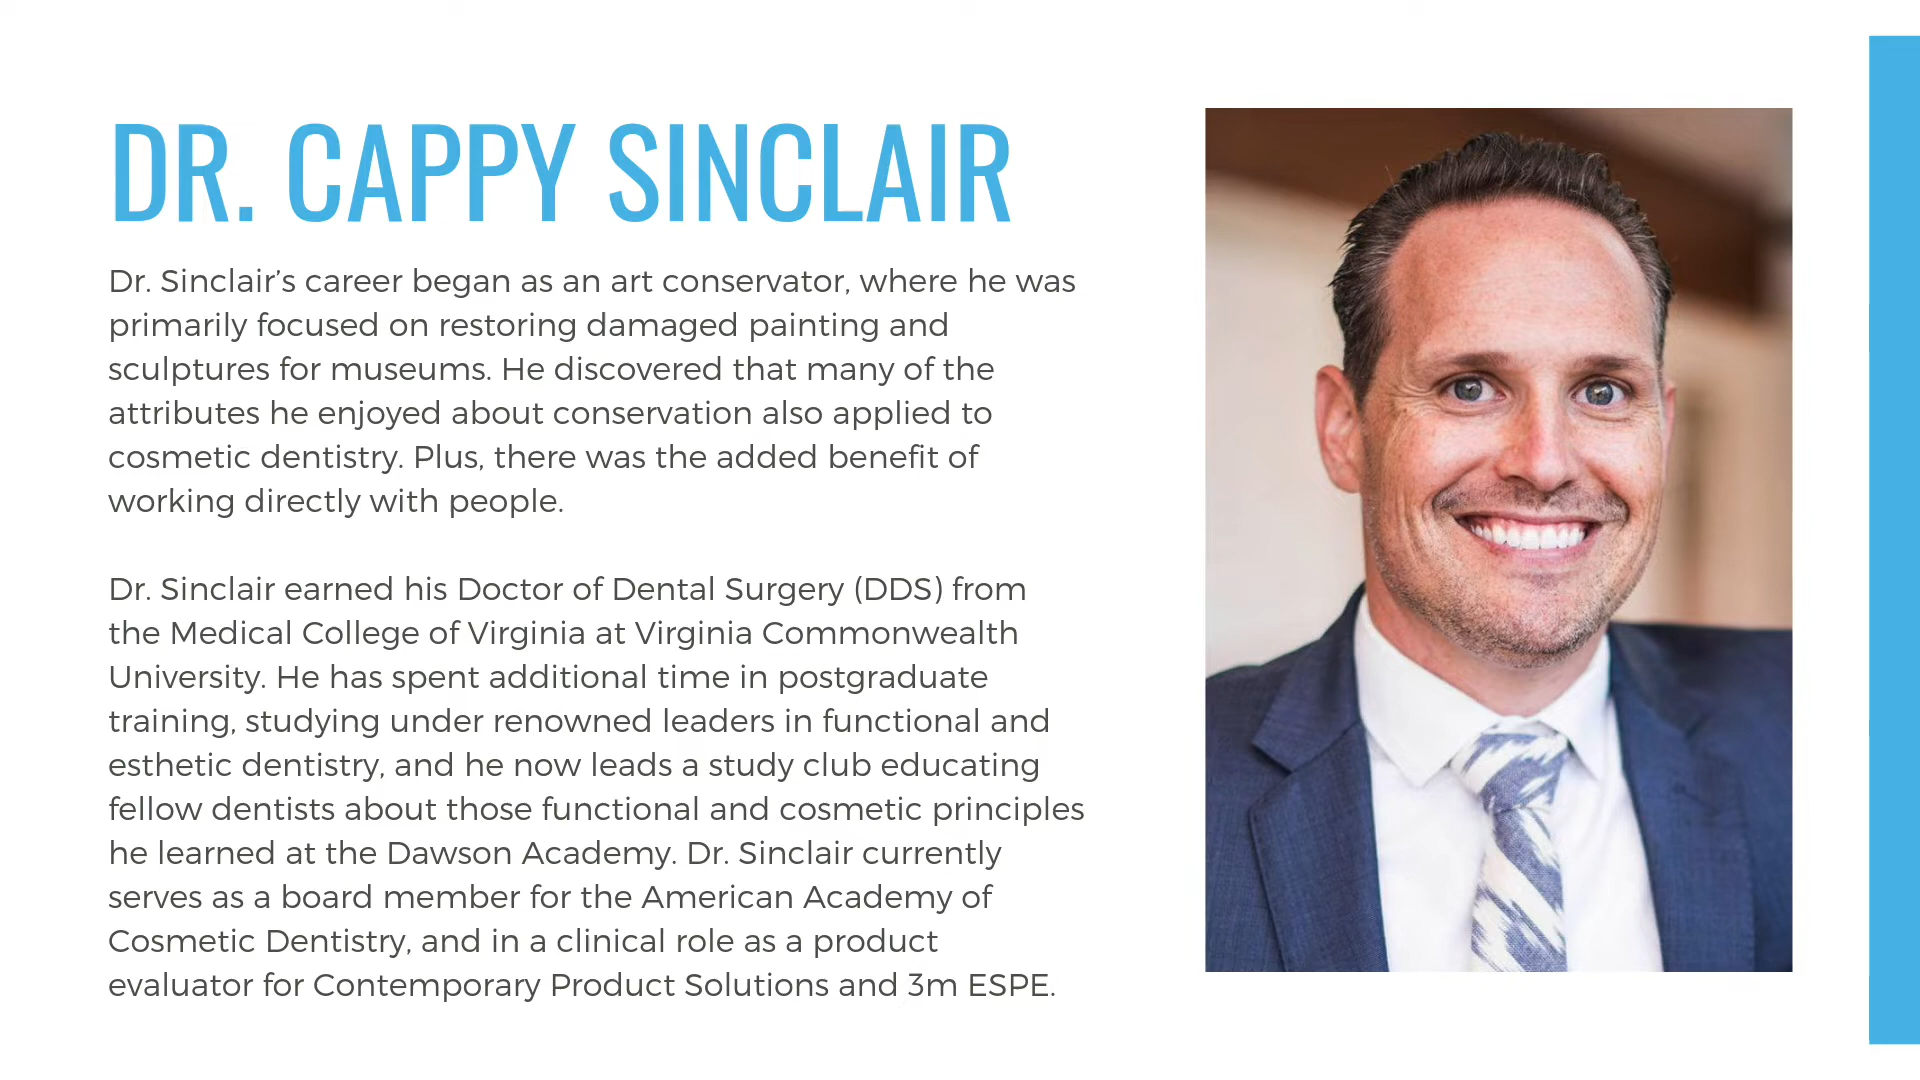 DR. CAPPY SINCLAIR
Dr. Sinclair’s career began as an art conservator, where he was
primarily focused on restoring damaged painting and
sculptures for museums. He discovered that many of the
attributes he enjoyed about conservation also applied to
cosmetic dentistry. Plus, there was the added benefit of
working directly with people.
Dr. Sinclair earned his Doctor of Dental Surgery (DDS) from
the Medical College of Virginia at Virginia Commonwealth
University. He has spent additional time in postgraduate
training, studying under renowned leaders in functional and
esthetic dentistry, and he now leads a study club educating
fellow dentists about those functional and cosmetic principles
he learned at the Dawson Academy. Dr. Sinclair currently
serves as a board member for the American Academy of
Cosmetic Dentistry, and in a clinical role as a product
evaluator for Contemporary Product Solutions and 3m ESPE.